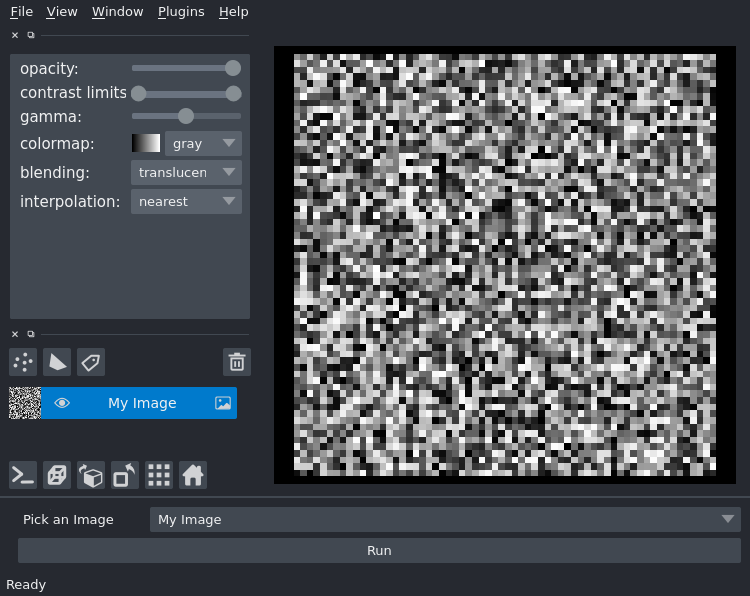 File View Window Plugins Help
opacity:
contrast limits
gamma:
colormap: gray
blending: translucen
interpolation: nearest
My Image
Pick an Image My Image
Run
Ready